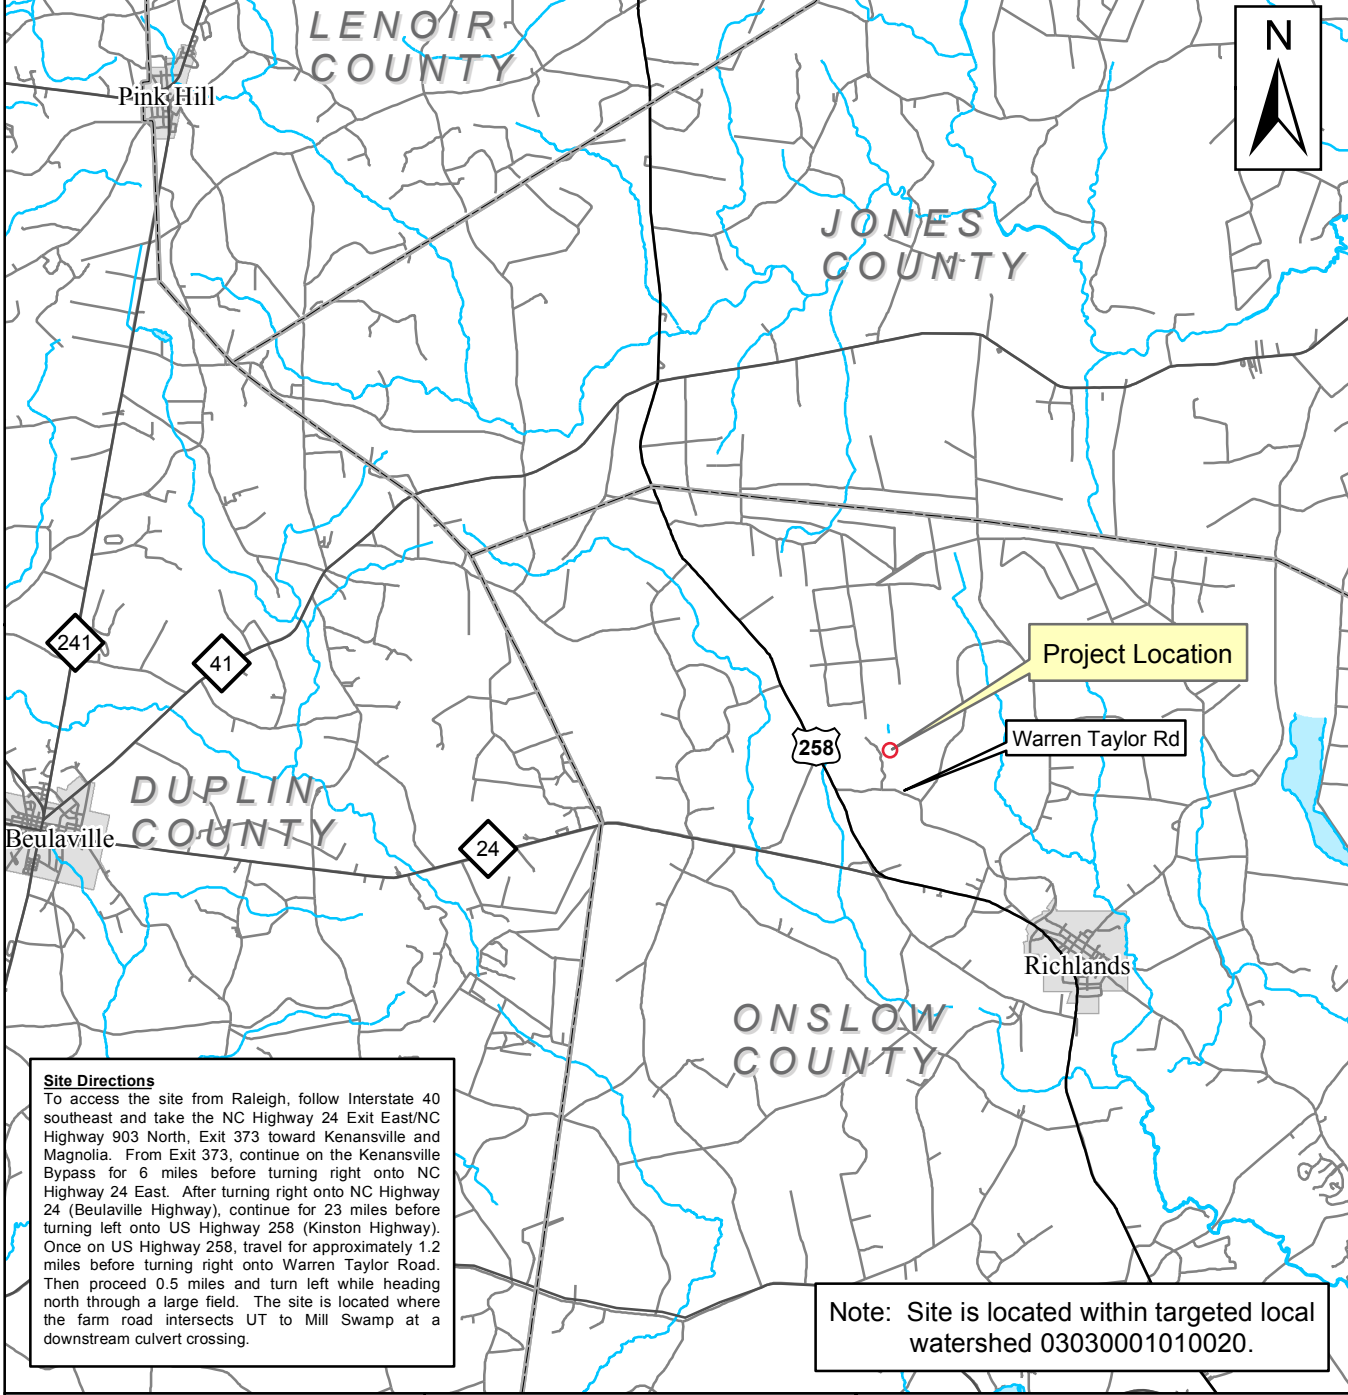 LENOIR
COUNTY
N
Pink Hill
JONES
COUNTY
241
41
Project Location
Warren Taylor Rd
258
DUPLIN
COUNTY
Beulaville
24
Richlands
ONSLOW
COUNTY
Site Directions
To access the site from Raleigh, follow Interstate 40
southeast and take the NC Highway 24 Exit East/NC
Highway 903 North, Exit 373 toward Kenansville and
Magnolia. From Exit 373, continue on the Kenansville
Bypass for 6 miles before turning right onto NC
Highway 24 East. After turning right onto NC Highway
24 (Beulaville Highway), continue for 23 miles before
turning left onto US Highway 258 (Kinston Highway).
Once on US Highway 258, travel for approximately 1.2
miles before turning right onto Warren Taylor Road.
Then proceed 0.5 miles and turn left while heading
north through a large field. The site is located where
the farm road intersects UT to Mill Swamp at a
downstream culvert crossing.
Note: Site is located within targeted local
watershed 03030001010020.